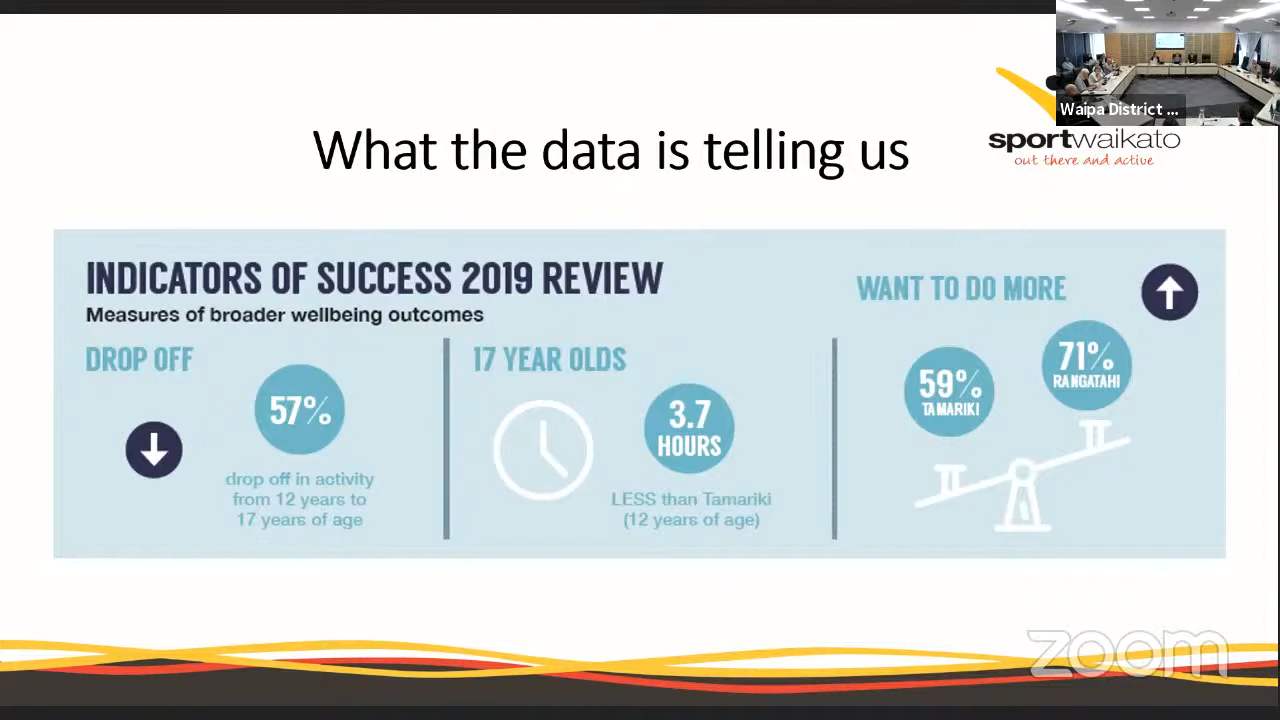 Waipa District ...
What the data is telling us
sportwaikato
out there and active
INDICATORS OF SUCCESS 2019 REVIEW
Measures of broader wellbeing outcomes
DROP OFF
57%
drop off in activity
from 12 years to
17 years of age
17 YEAR OLDS
3.7
HOURS
LESS than Tamariki
(12 years of age)
WANT TO DO MORE
59%
TAMARIKI
71%
RANGATAHI
zoom